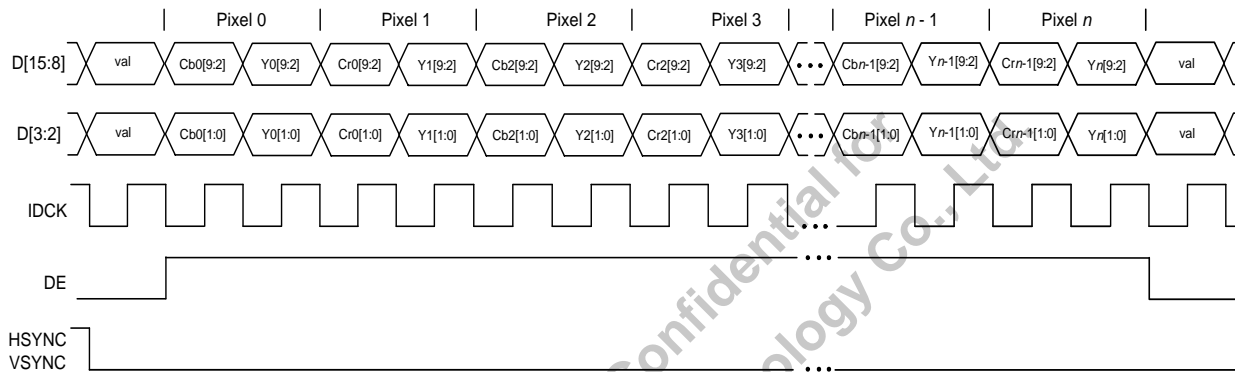 Pixel 0 Pixel 1 Pixel 2 Pixel 3 Pixel n - 1 Pixel n
D[15:8] val Cb0[9:2] Y0[9:2] Cr0[9:2] Y1[9:2] Cb2[9:2] Y2[9:2] Cr2[9:2] Y3[9:2] ••• Cbn-1[9:2] Yn-1[9:2] Crn-1[9:2] Yn[9:2] val
D[3:2] val Cb0[1:0] Y0[1:0] Cr0[1:0] Y1[1:0] Cb2[1:0] Y2[1:0] Cr2[1:0] Y3[1:0] ••• Cbn-1[1:0] Yn-1[1:0] Crn-1[1:0] Yn[1:0] val
IDCK •••
DE •••
HSYNC
VSYNC •••
Confidential for
ology Co., Ltd.